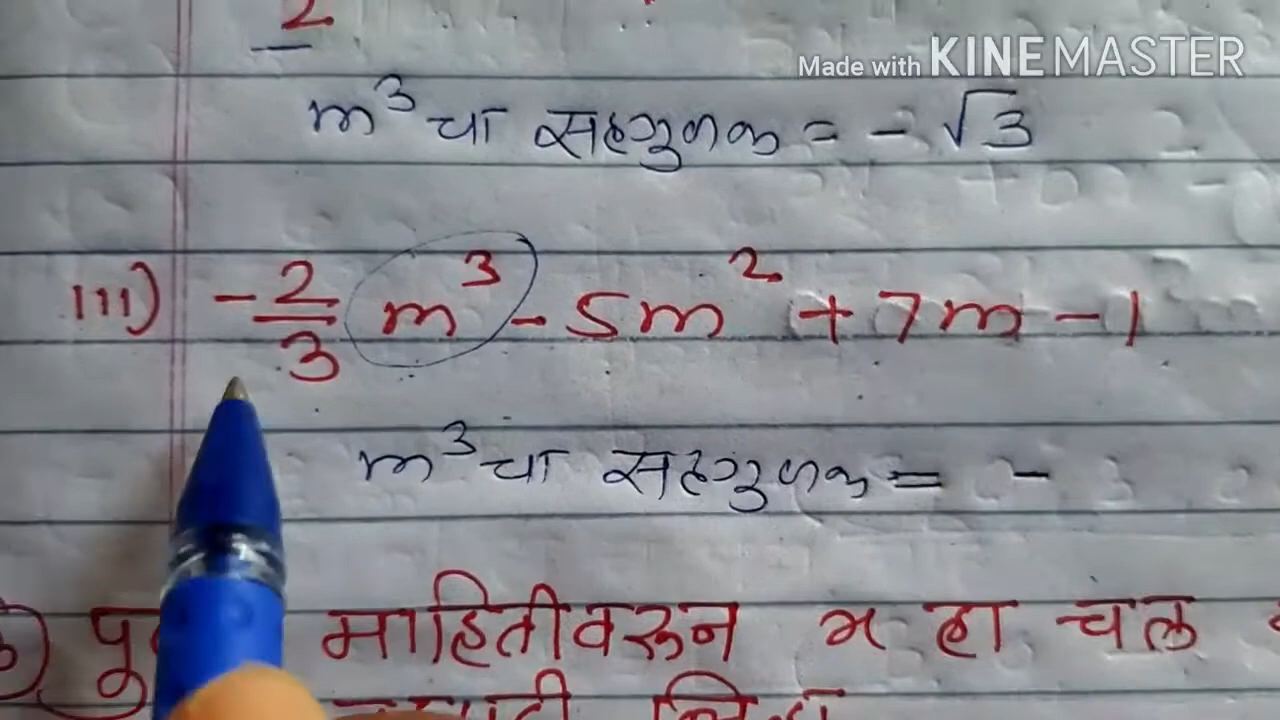 2
Made with KINEMASTER
m³ चा सहगुणक = - √3
iii) -2/3 m³ - 5m² + 7m - 1
m³ चा सहगुणक = -
माहितीवरून x हा चल